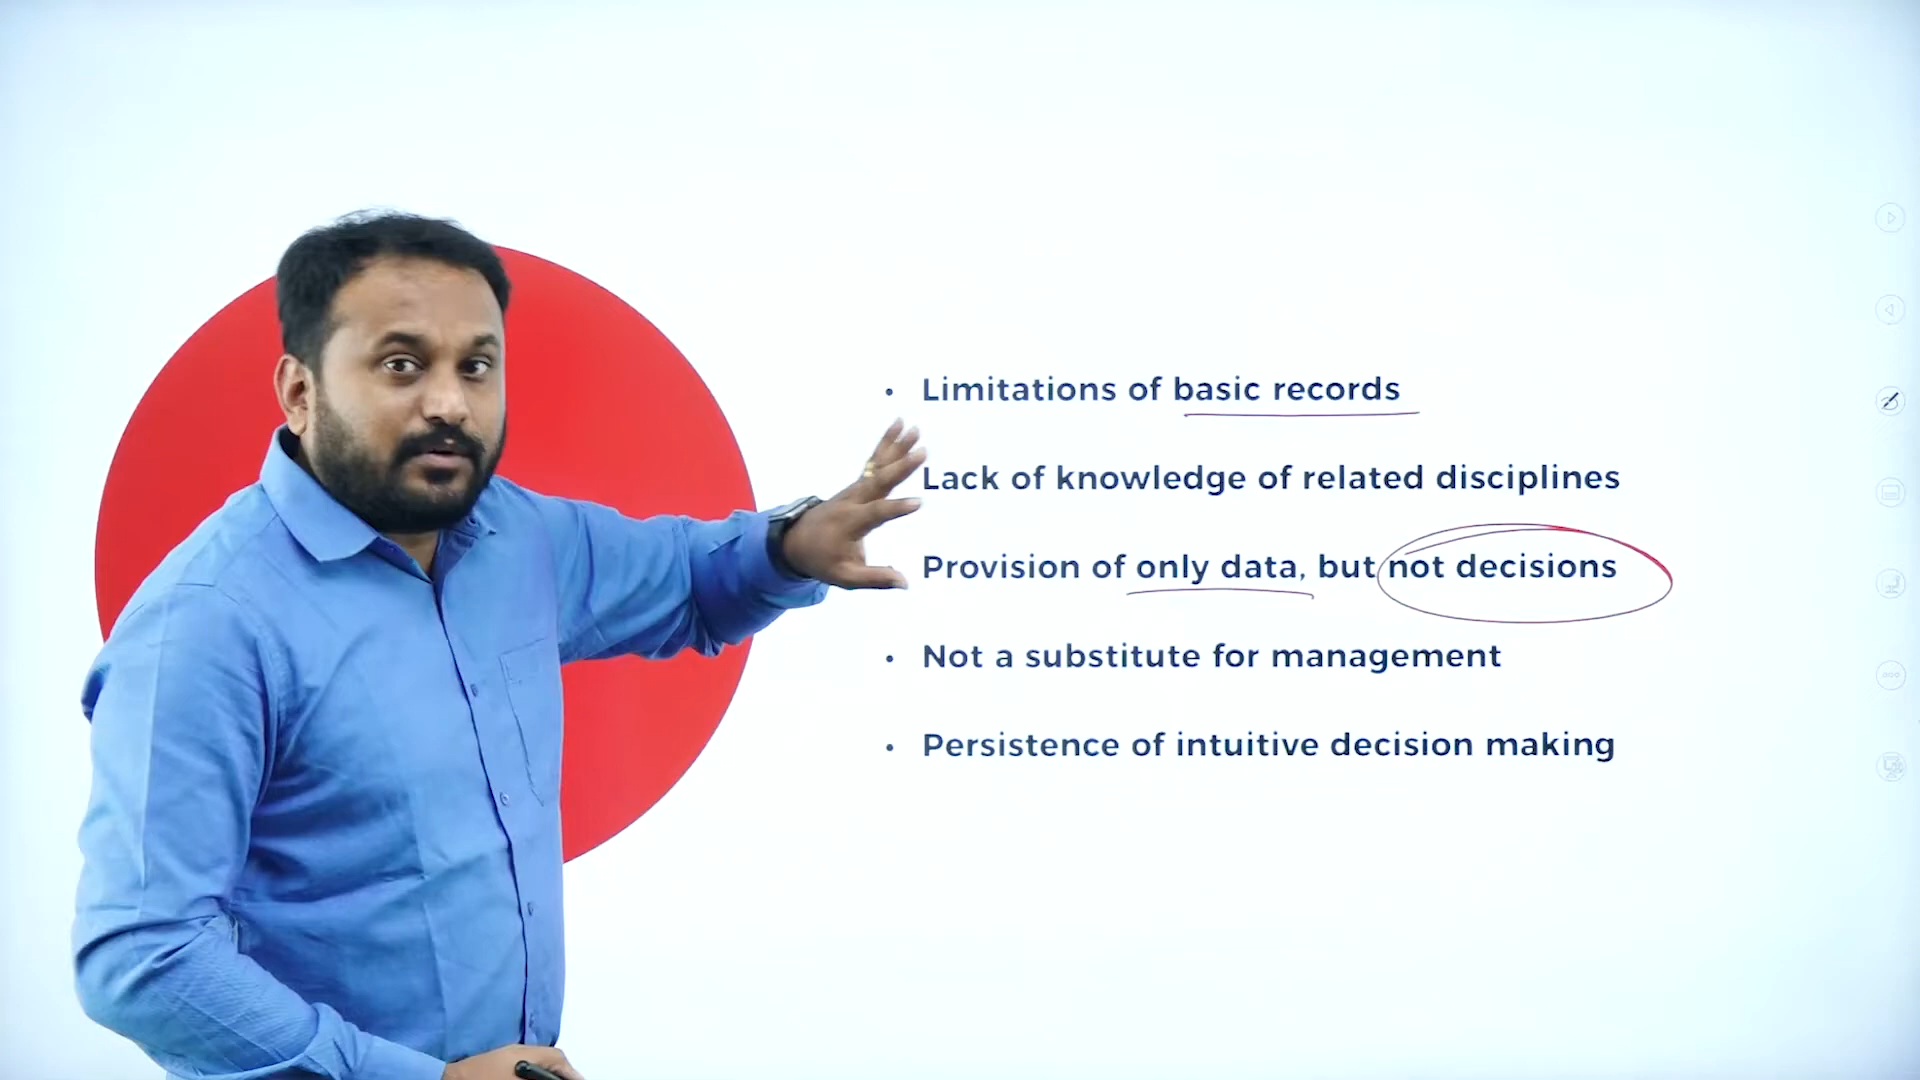 • Limitations of basic records
Lack of knowledge of related disciplines
Provision of only data, but not decisions
• Not a substitute for management
• Persistence of intuitive decision making